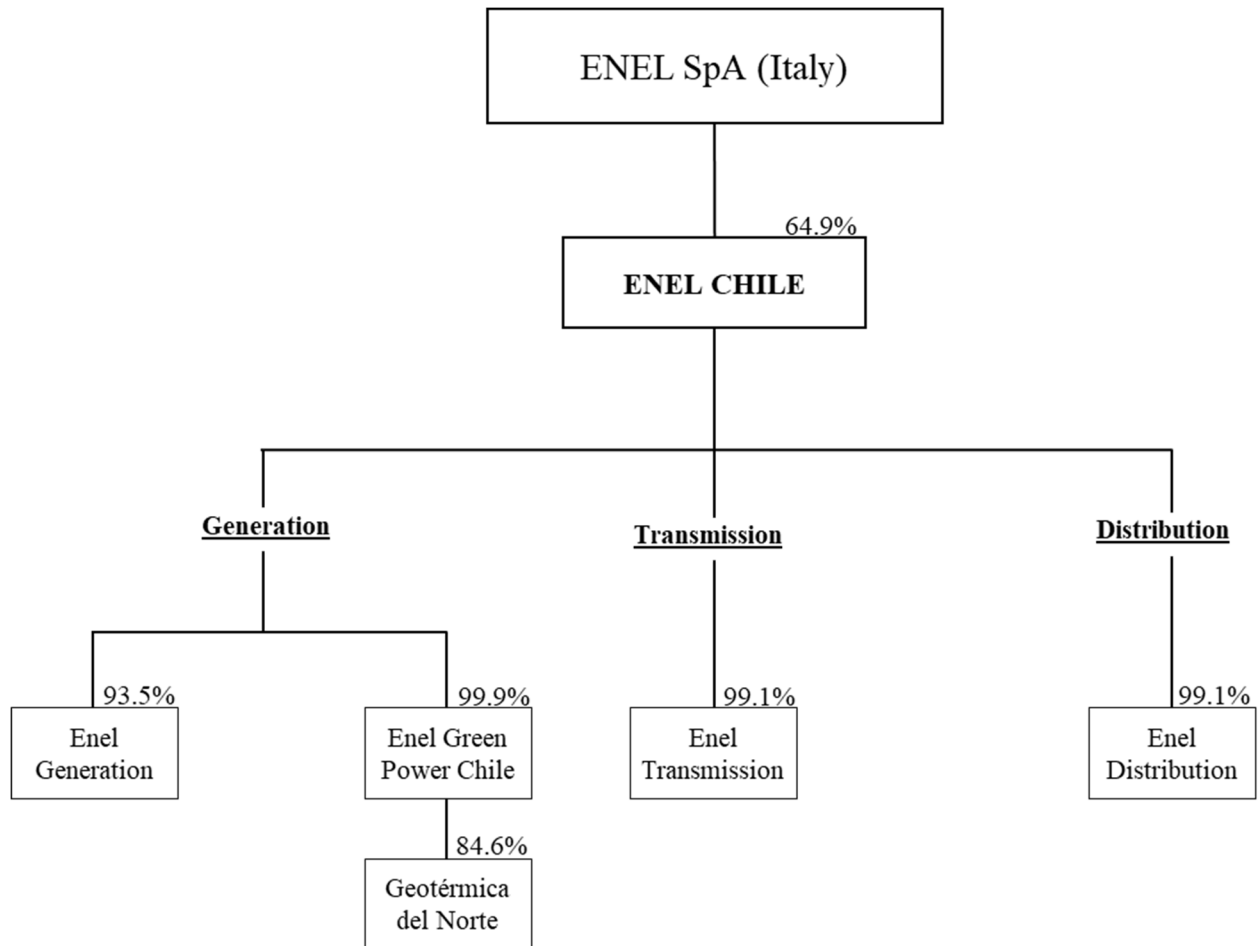 ENEL SpA (Italy)
64.9%
ENEL CHILE
Generation
Transmission
Distribution
93.5%
99.9%
99.1%
99.1%
Enel
Generation
Enel Green
Power Chile
Enel
Transmission
Enel
Distribution
84.6%
Geotérmica
del Norte